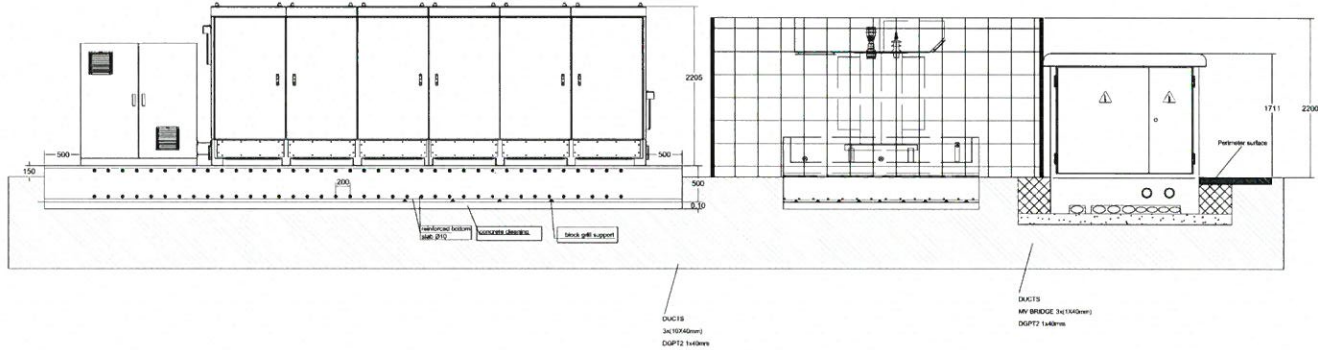 2205
2200
1711
Perimeter surface
500
500
150
200
500
0.10
reinforced bottom
slab Ø10
concrete cleaning
block grill support
DUCTS
3x(16X40mm)
DGPT2 1x40mm
DUCTS
MV BRIDGE 3x(1X40mm)
DGPT2 1x40mm